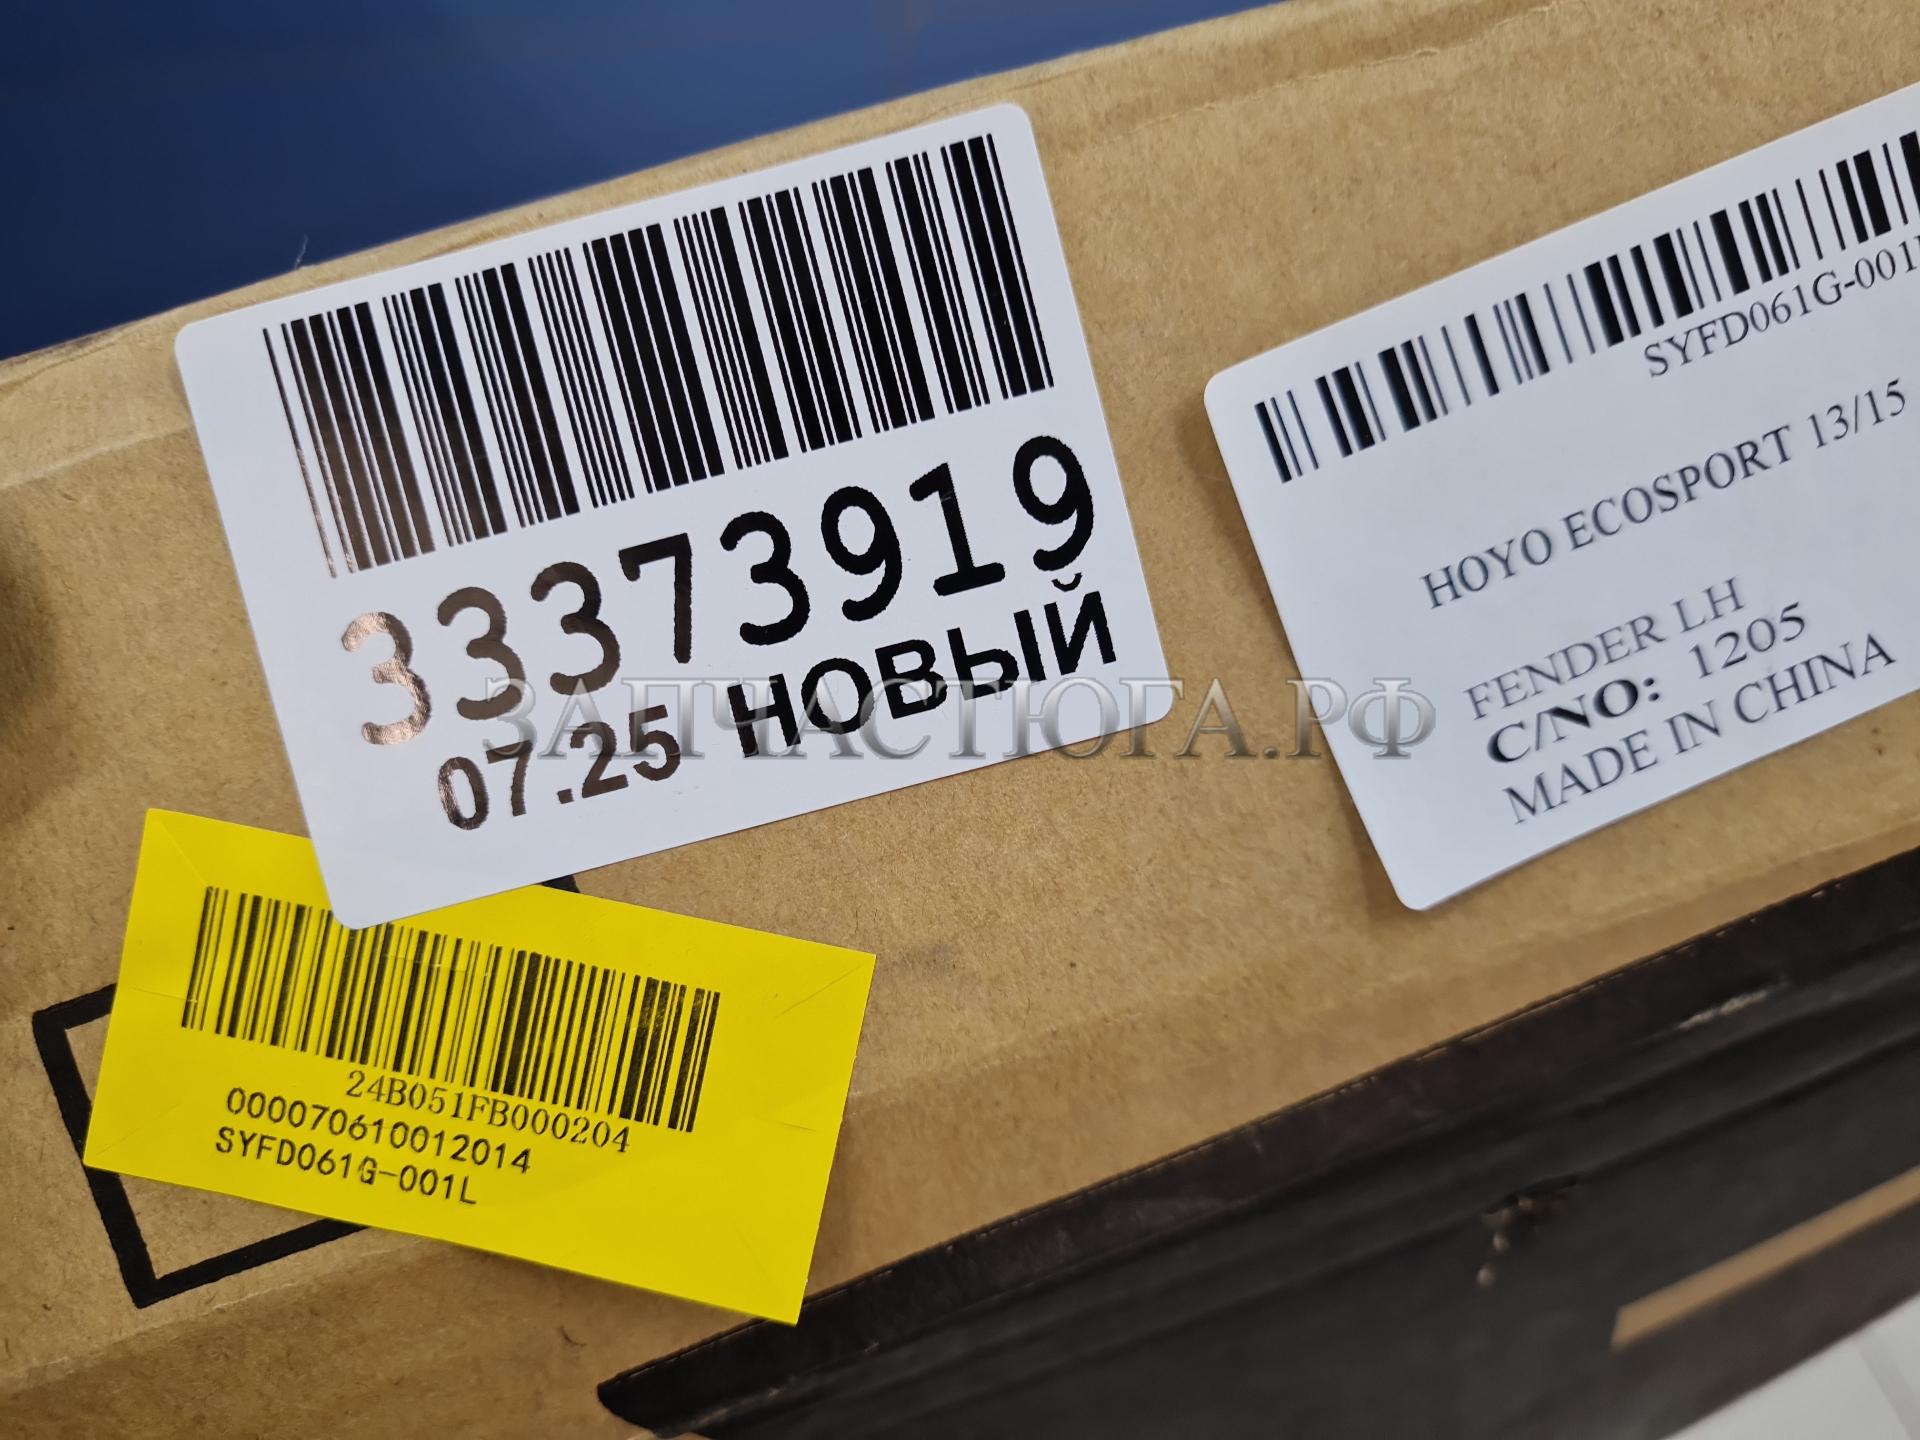 33373919
07.25 НОВЫЙ
ЗАПЧАСТЮГА.РФ
24B051FB000204
000070610012014
SYFD061G-001L
SYFD061G-001
HOYO ECOSPORT 13/15
FENDER LH
C/NO: 1205
MADE IN CHINA